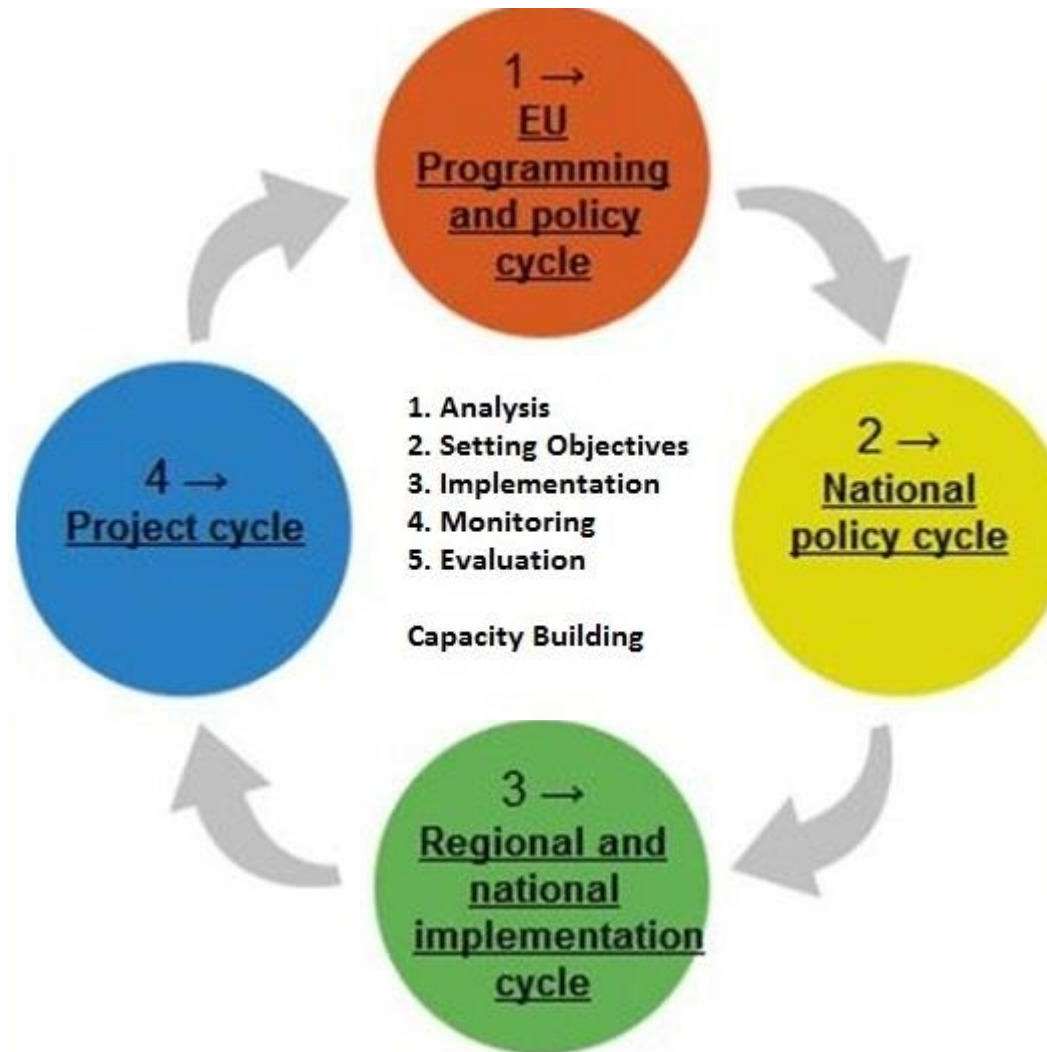 1 →
EU
Programming
and policy
cycle
2 →
National
policy cycle
3 →
Regional and
national
implementation
cycle
4 →
Project cycle
1. Analysis
2. Setting Objectives
3. Implementation
4. Monitoring
5. Evaluation
Capacity Building